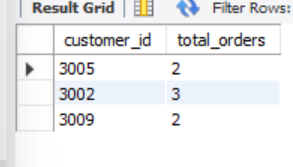 Result Grid Filter Rows:
customer_id total_orders
3005 2
3002 3
3009 2